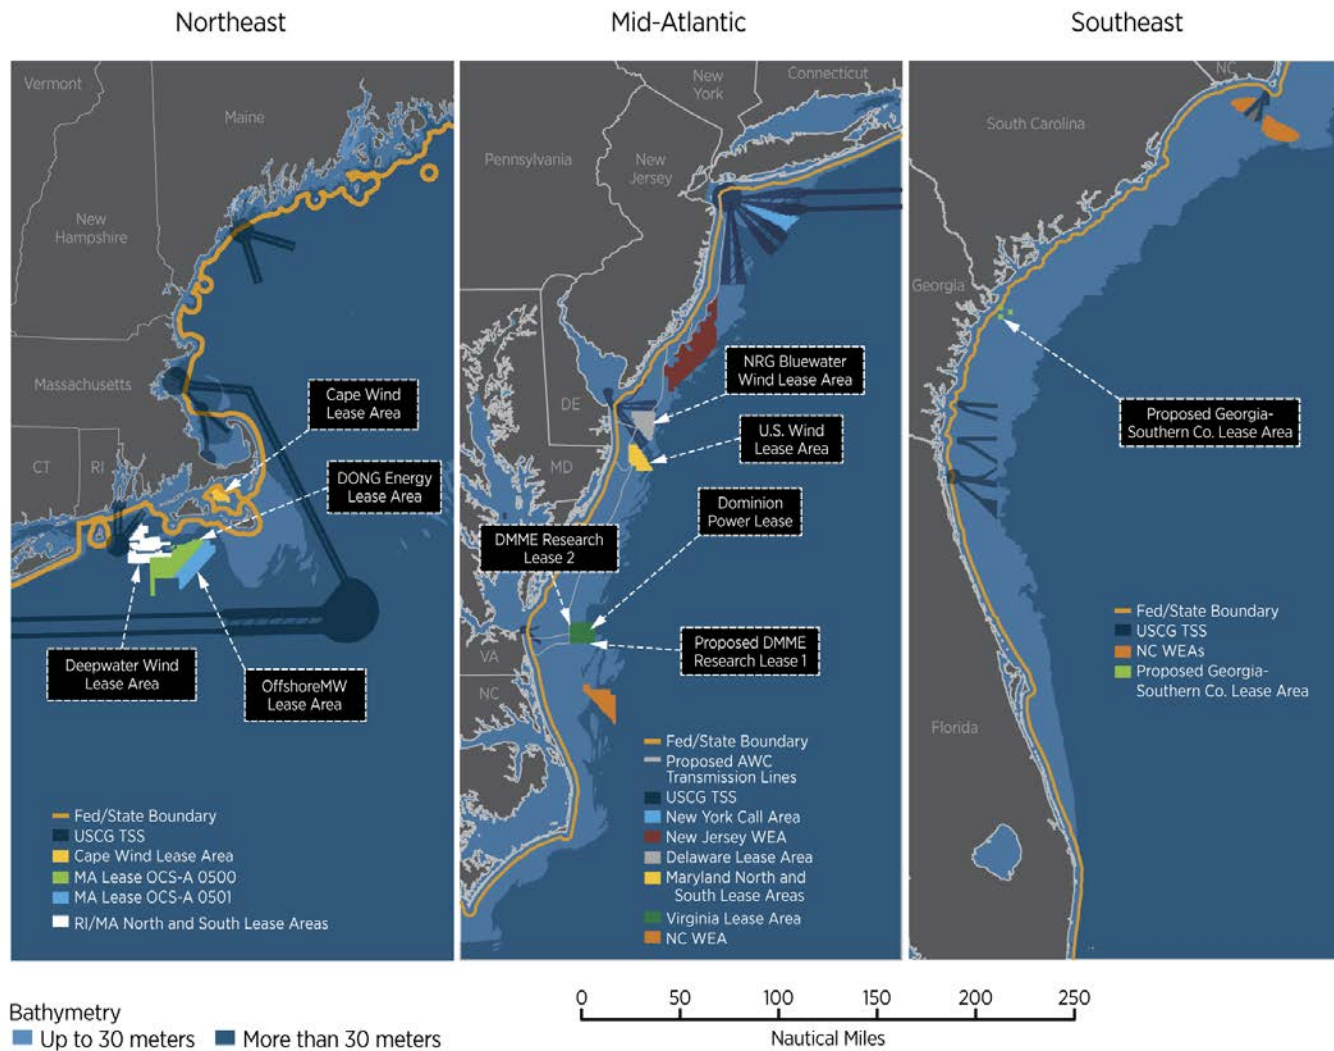 Northeast
Mid-Atlantic
Southeast
Vermont
Maine
New
Hampshire
Massachusetts
CT
RI
Cape Wind
Lease Area
DONG Energy
Lease Area
Deepwater Wind
Lease Area
OffshoreMW
Lease Area
Fed/State Boundary
USCG TSS
Cape Wind Lease Area
MA Lease OCS-A 0500
MA Lease OCS-A 0501
RI/MA North and South Lease Areas
New
York
Connecticut
Pennsylvania
New
Jersey
DE
MD
VA
NC
NRG Bluewater
Wind Lease Area
U.S. Wind
Lease Area
Dominion
Power Lease
DMME Research
Lease 2
Proposed DMME
Research Lease 1
Fed/State Boundary
Proposed AWC
Transmission Lines
USCG TSS
New York Call Area
New Jersey WEA
Delaware Lease Area
Maryland North and
South Lease Areas
Virginia Lease Area
NC WEA
NC
South Carolina
Georgia
Florida
Proposed Georgia-
Southern Co. Lease Area
Fed/State Boundary
USCG TSS
NC WEAs
Proposed Georgia-
Southern Co. Lease Area
Bathymetry
Up to 30 meters
More than 30 meters
0 50 100 150 200 250
Nautical Miles